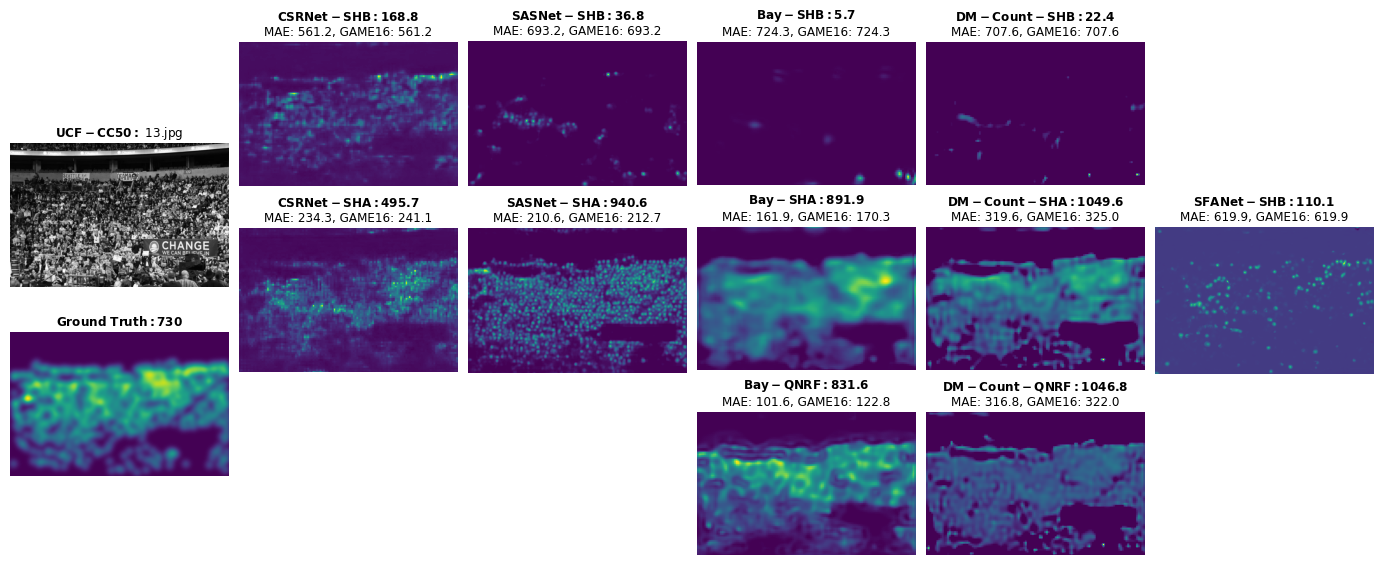 CSRNet − SHB : 168.8
MAE: 561.2, GAME16: 561.2
SASNet − SHB : 36.8
MAE: 693.2, GAME16: 693.2
Bay − SHB : 5.7
MAE: 724.3, GAME16: 724.3
DM − Count − SHB : 22.4
MAE: 707.6, GAME16: 707.6
UCF − CC50 : 13.jpg
CHANGE
WE CAN BELIEVE IN
CSRNet − SHA : 495.7
MAE: 234.3, GAME16: 241.1
SASNet − SHA : 940.6
MAE: 210.6, GAME16: 212.7
Bay − SHA : 891.9
MAE: 161.9, GAME16: 170.3
DM − Count − SHA : 1049.6
MAE: 319.6, GAME16: 325.0
SFANet − SHB : 110.1
MAE: 619.9, GAME16: 619.9
Ground Truth : 730
Bay − QNRF : 831.6
MAE: 101.6, GAME16: 122.8
DM − Count − QNRF : 1046.8
MAE: 316.8, GAME16: 322.0